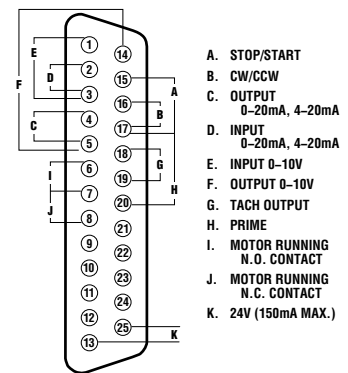 1
2
3
4
5
6
7
8
9
10
11
12
13
14
15
16
17
18
19
20
21
22
23
24
25
E
D
F
C
I
J
A
B
G
H
K
A. STOP/START
B. CW/CCW
C. OUTPUT
0–20mA, 4–20mA
D. INPUT
0–20mA, 4–20mA
E. INPUT 0–10V
F. OUTPUT 0–10V
G. TACH OUTPUT
H. PRIME
I. MOTOR RUNNING
N.O. CONTACT
J. MOTOR RUNNING
N.C. CONTACT
K. 24V (150mA MAX.)